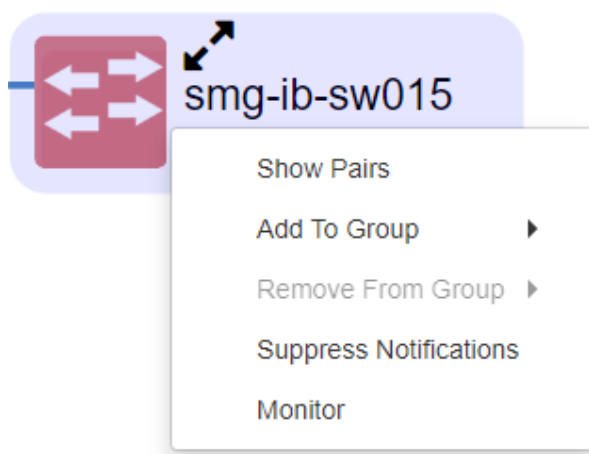 smg-ib-sw015
Show Pairs
Add To Group
Remove From Group
Suppress Notifications
Monitor